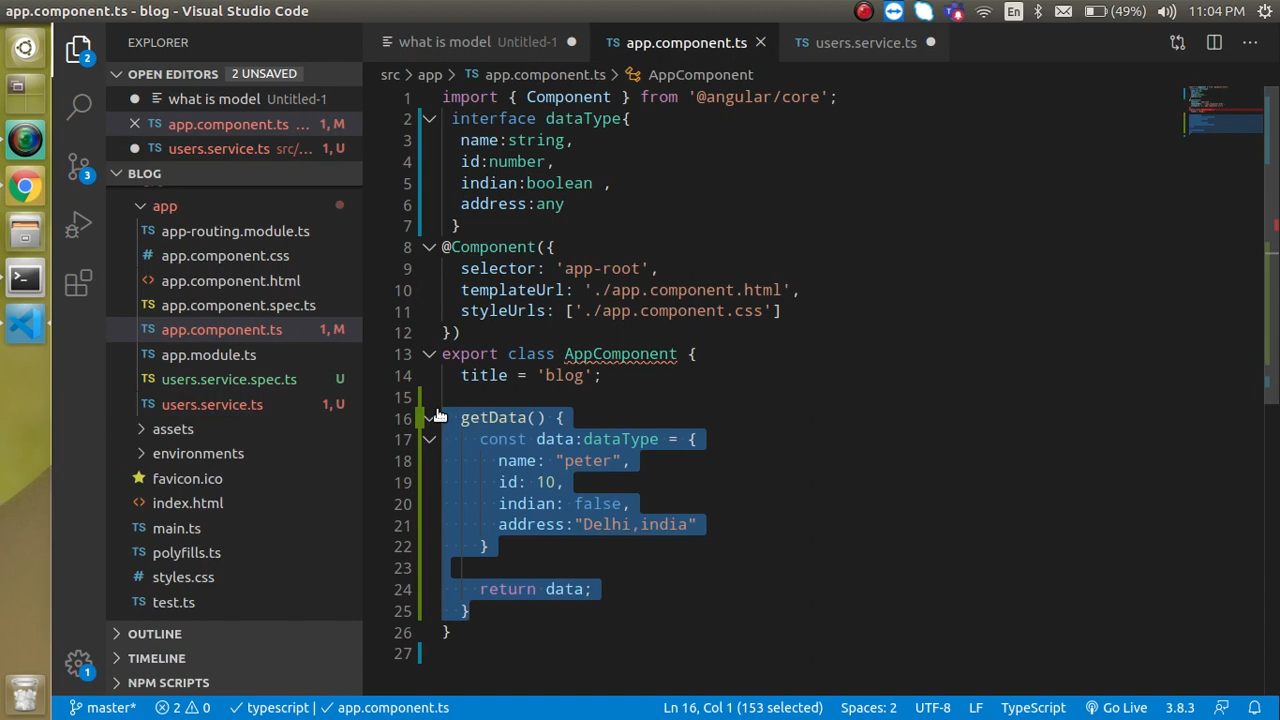 app.component.ts - blog - Visual Studio Code
En
(49%)
11:04 PM
EXPLORER
what is model Untitled-1
TS app.component.ts
TS users.service.ts
2
OPEN EDITORS 2 UNSAVED
what is model Untitled-1
TS app.component.ts ... 1, M
TS users.service.ts src/... 1, U
BLOG
app
app-routing.module.ts
# app.component.css
<> app.component.html
TS app.component.spec.ts
TS app.component.ts 1, M
TS app.module.ts
TS users.service.spec.ts U
TS users.service.ts 1, U
assets
environments
favicon.ico
<> index.html
TS main.ts
TS polyfills.ts
# styles.css
TS test.ts
OUTLINE
TIMELINE
NPM SCRIPTS
3
1
src > app > TS app.component.ts > AppComponent
1 import { Component } from '@angular/core';
2 interface dataType{
3 name:string,
4 id:number,
5 indian:boolean ,
6 address:any
7 }
8 @Component({
9 selector: 'app-root',
10 templateUrl: './app.component.html',
11 styleUrls: ['./app.component.css']
12 })
13 export class AppComponent {
14 title = 'blog';
15
16 getData() {
17 const data:dataType = {
18 name: "peter",
19 id: 10,
20 indian: false,
21 address:"Delhi,india"
22 }
23
24 return data;
25 }
26 }
27
master* 2 0 typescript | app.component.ts Ln 16, Col 1 (153 selected) Spaces: 2 UTF-8 LF TypeScript Go Live 3.8.3